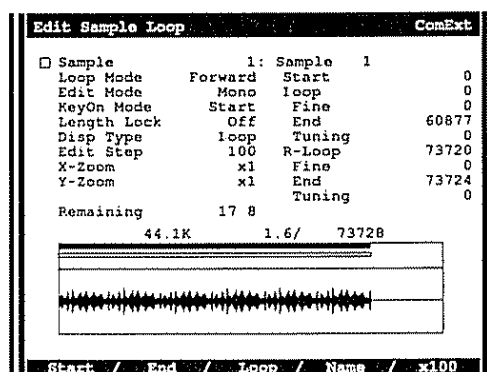 Edit Sample Loop ComExt
□ Sample 1: Sample 1
Loop Mode Forward Start 0
Edit Mode Mono loop 0
KeyOn Mode Start Fine 0
Length Lock Off End 60877
Disp Type loop Tuning 0
Edit Step 100 R-Loop 73720
X-Zoom x1 Fine 0
Y-Zoom x1 End 73724
Tuning 0
Remaining 17 8
44.1K 1.6/ 73728
Start / End / Loop / Name / x100